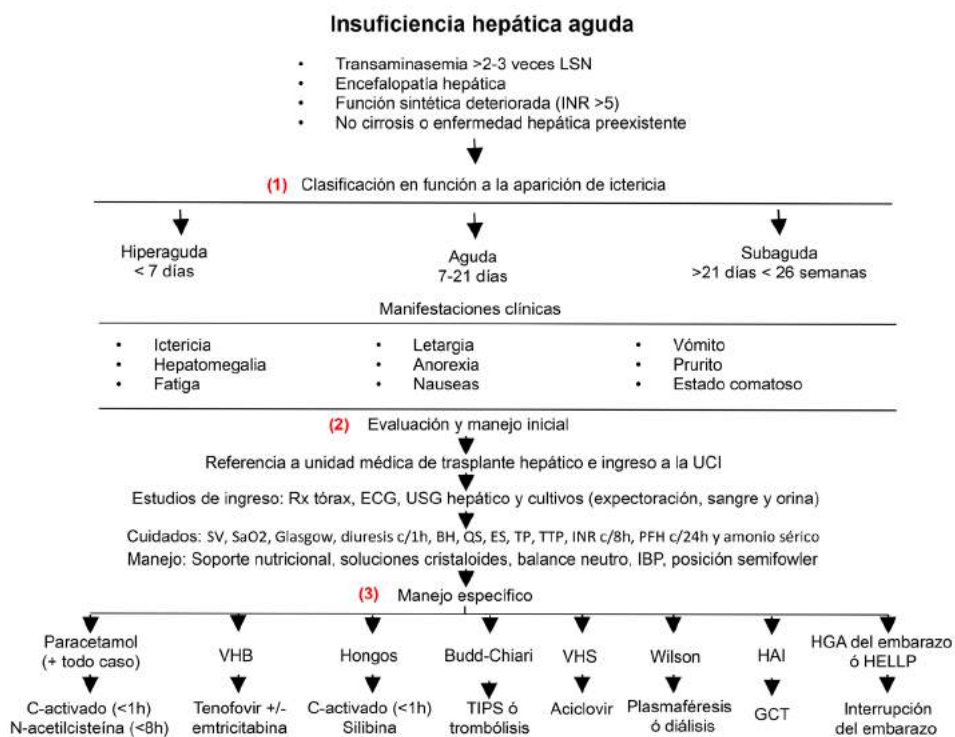 Insuficiencia hepática aguda
• Transaminasemia >2-3 veces LSN
• Encefalopatía hepática
• Función sintética deteriorada (INR >5)
• No cirrosis o enfermedad hepática preexistente
(1) Clasificación en función a la aparición de ictericia
Hiperaguda
< 7 días
Aguda
7-21 días
Subaguda
>21 días < 26 semanas
Manifestaciones clínicas
• Ictericia
• Hepatomegalia
• Fatiga
• Letargia
• Anorexia
• Nauseas
• Vómito
• Prurito
• Estado comatoso
(2) Evaluación y manejo inicial
Referencia a unidad médica de trasplante hepático e ingreso a la UCI
Estudios de ingreso: Rx tórax, ECG, USG hepático y cultivos (expectoración, sangre y orina)
Cuidados: SV, SaO2, Glasgow, diuresis c/1h, BH, QS, ES, TP, TTP, INR c/8h, PFH c/24h y amonio sérico
Manejo: Soporte nutricional, soluciones cristaloides, balance neutro, IBP, posición semifowler
(3) Manejo específico
Paracetamol
(+ todo caso)
C-activado (<1h)
N-acetilcisteína (<8h)
VHB
Tenofovir +/-
emtricitabina
Hongos
C-activado (<1h)
Silibina
Budd-Chiari
TIPS ó
trombólisis
VHS
Aciclovir
Wilson
Plasmaféresis
ó diálisis
HAI
GCT
HGA del embarazo
ó HELLP
Interrupción
del embarazo